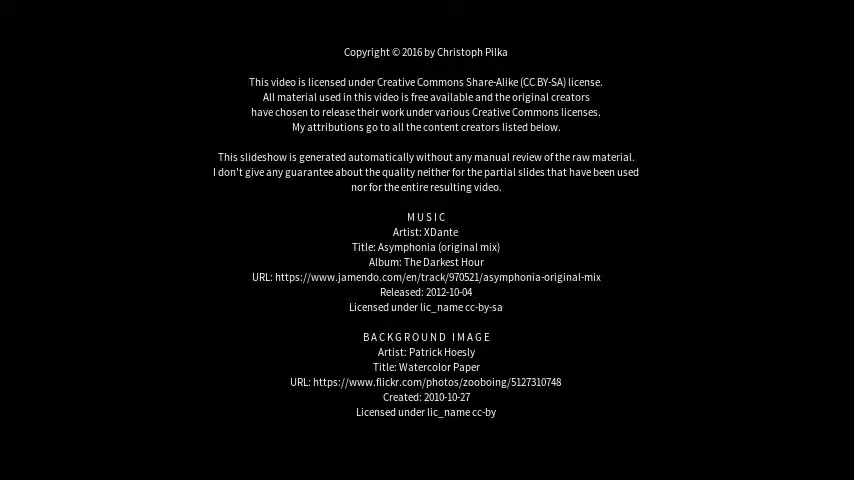 Copyright © 2016 by Christoph Pilka
This video is licensed under Creative Commons Share-Alike (CC BY-SA) license.
All material used in this video is free available and the original creators
have chosen to release their work under various Creative Commons licenses.
My attributions go to all the content creators listed below.
This slideshow is generated automatically without any manual review of the raw material.
I don't give any guarantee about the quality neither for the partial slides that have been used
nor for the entire resulting video.
M U S I C
Artist: XDante
Title: Asymphonia (original mix)
Album: The Darkest Hour
URL: https://www.jamendo.com/en/track/970521/asymphonia-original-mix
Released: 2012-10-04
Licensed under lic_name cc-by-sa
B A C K G R O U N D   I M A G E
Artist: Patrick Hoesly
Title: Watercolor Paper
URL: https://www.flickr.com/photos/zooboing/5127310748
Created: 2010-10-27
Licensed under lic_name cc-by